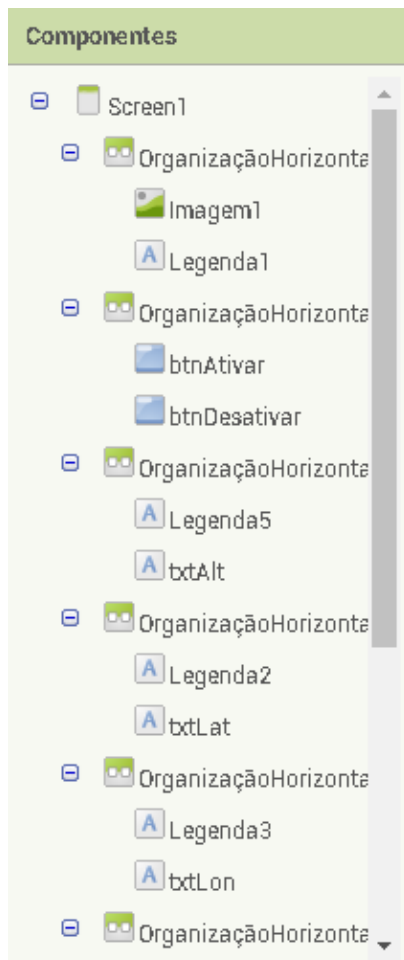 Componentes
Screen1
OrganizaçãoHorizonta
Imagem1
A Legenda1
OrganizaçãoHorizonta
btnAtivar
btnDesativar
OrganizaçãoHorizonta
A Legenda5
A txtAlt
OrganizaçãoHorizonta
A Legenda2
A txtLat
OrganizaçãoHorizonta
A Legenda3
A txtLon
OrganizaçãoHorizonta